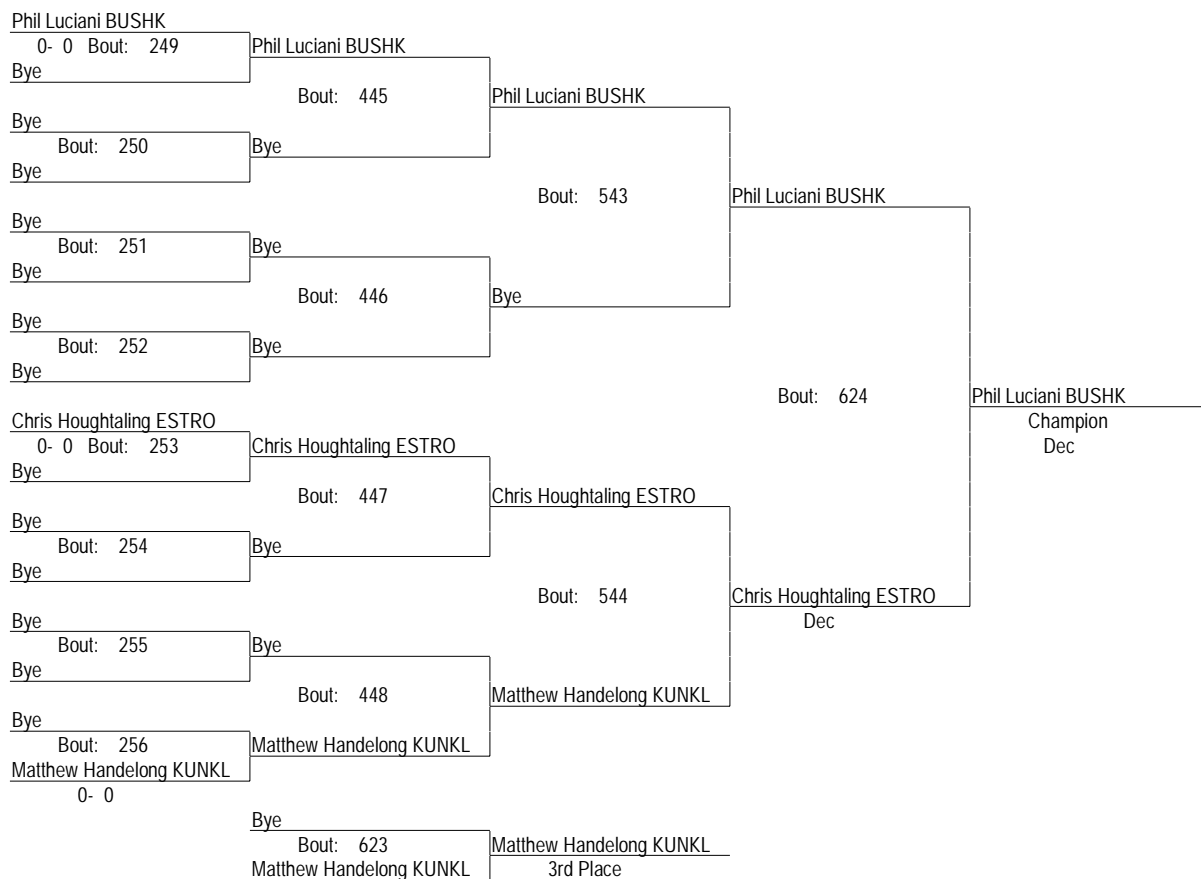 Phil Luciani BUSHK
0- 0 Bout: 249 Phil Luciani BUSHK
Bye
Bout: 445 Phil Luciani BUSHK
Bye
Bout: 250 Bye
Bye
Bout: 543 Phil Luciani BUSHK
Bye
Bout: 251 Bye
Bye
Bout: 446 Bye
Bye
Bout: 252 Bye
Bye
Bout: 624 Phil Luciani BUSHK
Chris Houghtaling ESTRO Champion
0- 0 Bout: 253 Chris Houghtaling ESTRO Dec
Bye
Bout: 447 Chris Houghtaling ESTRO
Bye
Bout: 254 Bye
Bye
Bout: 544 Chris Houghtaling ESTRO
Bye Dec
Bout: 255 Bye
Bye
Bout: 448 Matthew Handelong KUNKL
Bye
Bout: 256 Matthew Handelong KUNKL
Matthew Handelong KUNKL
0- 0
Bye
Bout: 623 Matthew Handelong KUNKL
Matthew Handelong KUNKL 3rd Place